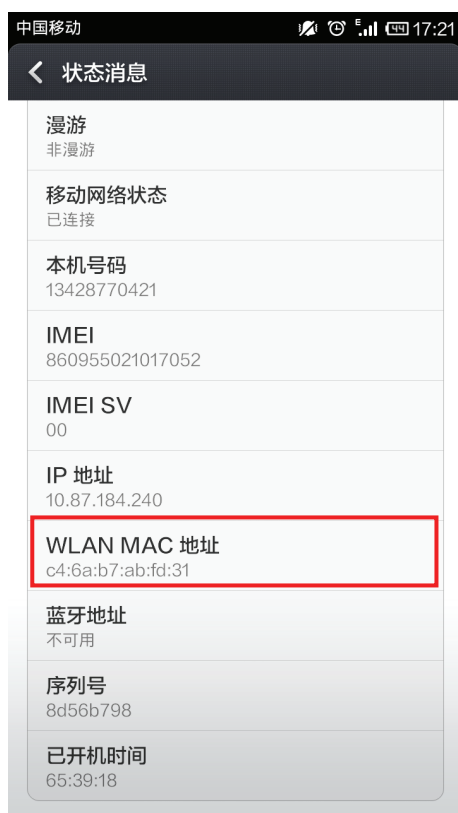 中国移动 E 44 17:21
状态消息
漫游
非漫游
移动网络状态
已连接
本机号码
13428770421
IMEI
860955021017052
IMEI SV
00
IP 地址
10.87.184.240
WLAN MAC 地址
c4:6a:b7:ab:fd:31
蓝牙地址
不可用
序列号
8d56b798
已开机时间
65:39:18